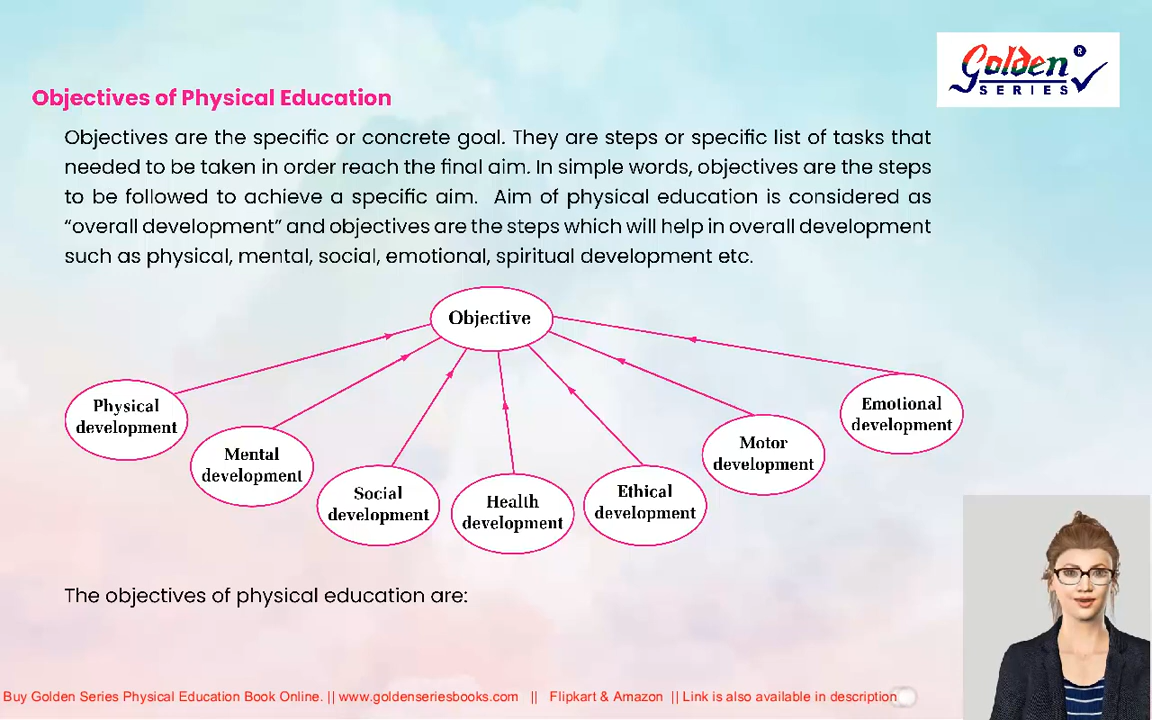 Golden ®
SERIES
Objectives of Physical Education
Objectives are the specific or concrete goal. They are steps or specific list of tasks that
needed to be taken in order reach the final aim. In simple words, objectives are the steps
to be followed to achieve a specific aim. Aim of physical education is considered as
“overall development” and objectives are the steps which will help in overall development
such as physical, mental, social, emotional, spiritual development etc.
Objective
Physical
development
Mental
development
Social
development
Health
development
Ethical
development
Motor
development
Emotional
development
The objectives of physical education are:
Buy Golden Series Physical Education Book Online. || www.goldenseriesbooks.com || Flipkart & Amazon || Link is also available in description